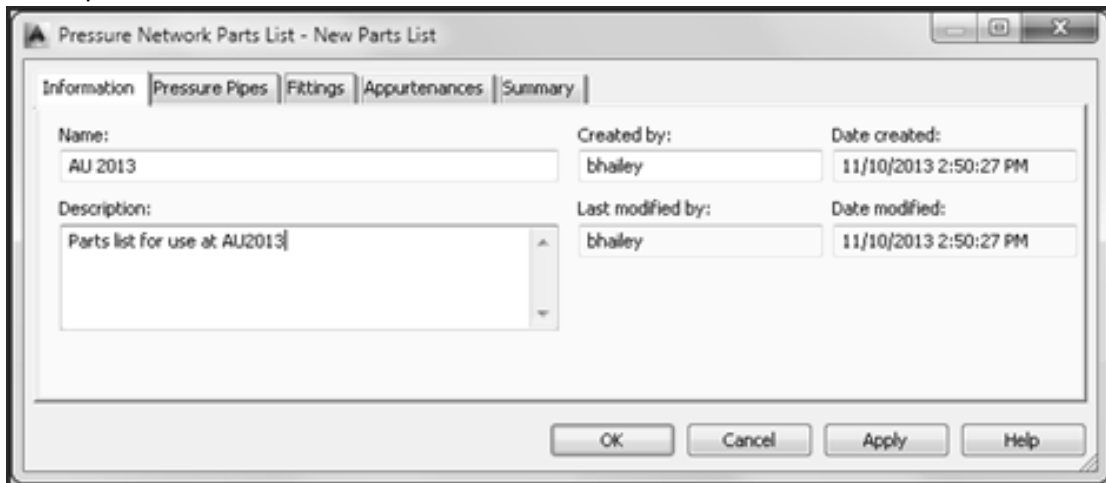 Pressure Network Parts List - New Parts List
Information Pressure Pipes Fittings Appurtenances Summary
Name: Created by: Date created:
AU 2013 bhailey 11/10/2013 2:50:27 PM
Description: Last modified by: Date modified:
Parts list for use at AU2013 bhailey 11/10/2013 2:50:27 PM
OK Cancel Apply Help